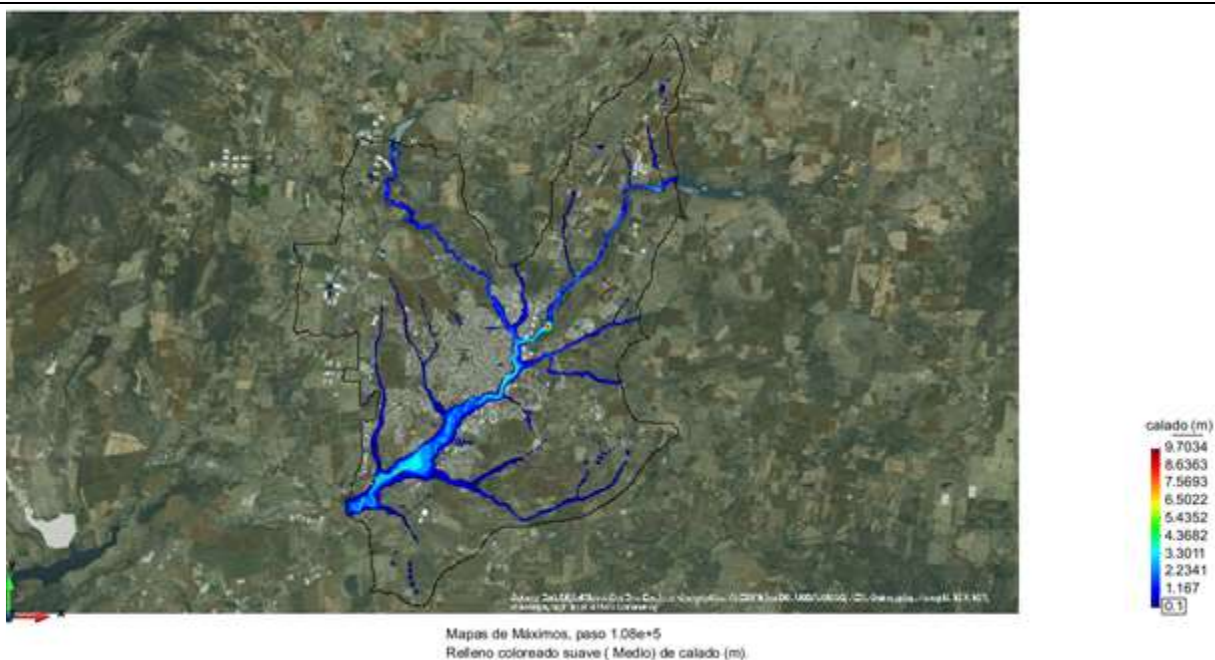 calado (m)
9.7034
8.6363
7.5693
6.5022
5.4352
4.3682
3.3011
2.2341
1.167
0.1
x
Mapas de Máximos, paso 1.08e+5
Relleno coloreado suave ( Medio) de calado (m).